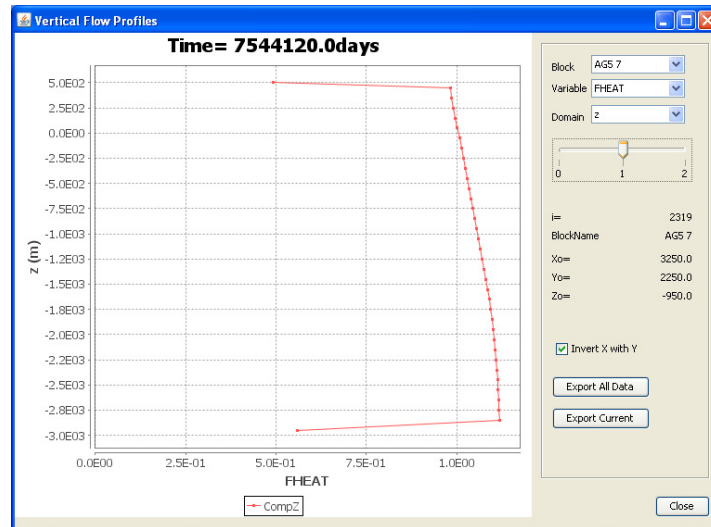 Vertical Flow Profiles
Time= 7544120.0days
5.0E02
2.5E02
0.0E00
-2.5E02
-5.0E02
-7.5E02
-1.0E03
-1.2E03
-1.5E03
-1.8E03
-2.0E03
-2.2E03
-2.5E03
-2.8E03
-3.0E03
z (m)
0.0E00 2.5E-01 5.0E-01 7.5E-01 1.0E00
FHEAT
CompZ
Block AG5 7
Variable FHEAT
Domain z
0 1 2
i= 2319
BlockName AG5 7
Xo= 3250.0
Yo= 2250.0
Zo= -950.0
Invert X with Y
Export All Data
Export Current
Close